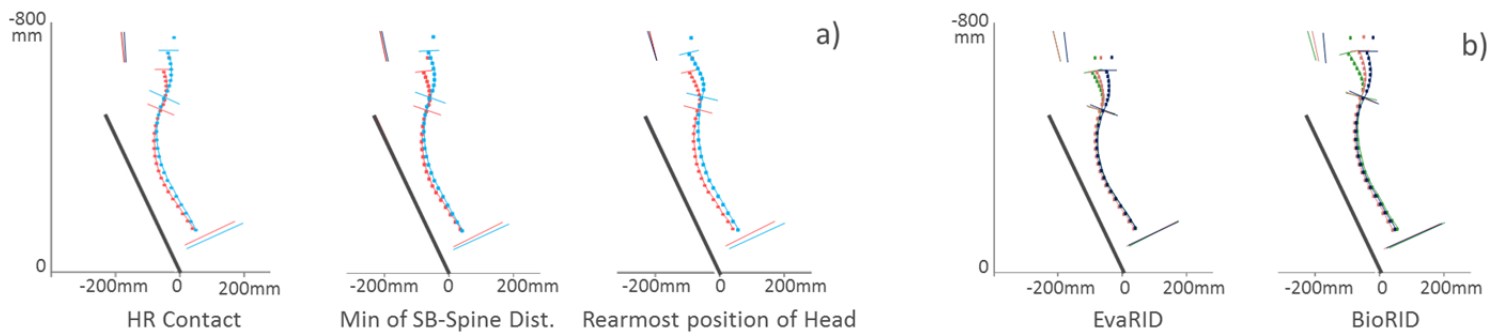 -800
mm
0
-200mm 0 200mm
HR Contact
-200mm 0 200mm
Min of SB-Spine Dist.
-200mm 0 200mm
Rearmost position of Head
a)
-800
mm
0
-200mm 0 200mm
EvaRID
-200mm 0 200mm
BioRID
b)